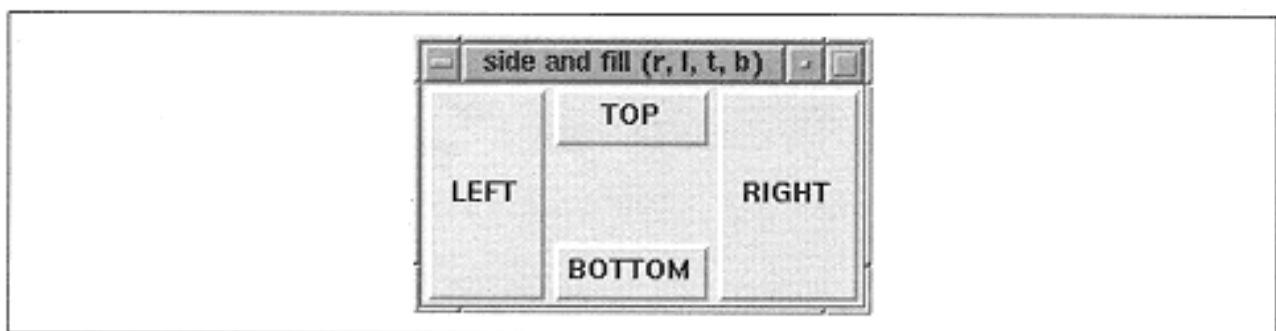 side and fill (r, l, t, b)
TOP
LEFT
RIGHT
BOTTOM